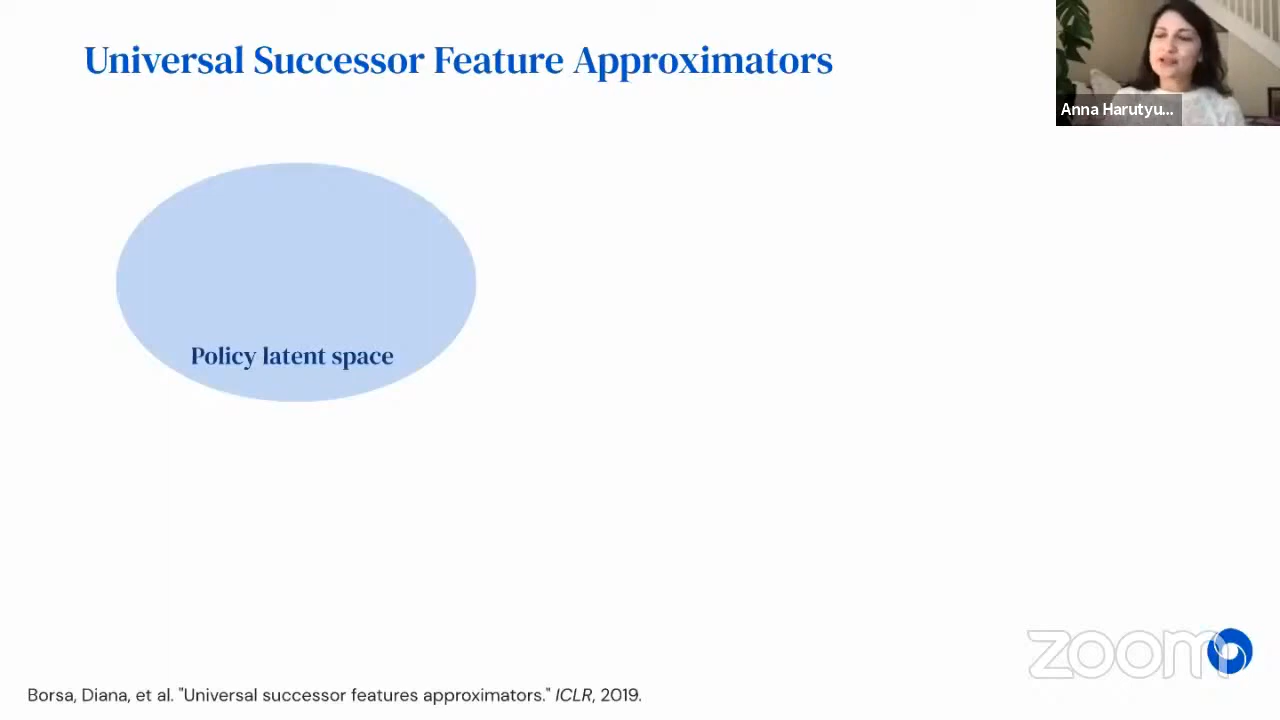 Universal Successor Feature Approximators
Anna Harutyu...
Policy latent space
zoom
Borsa, Diana, et al. "Universal successor features approximators." ICLR, 2019.